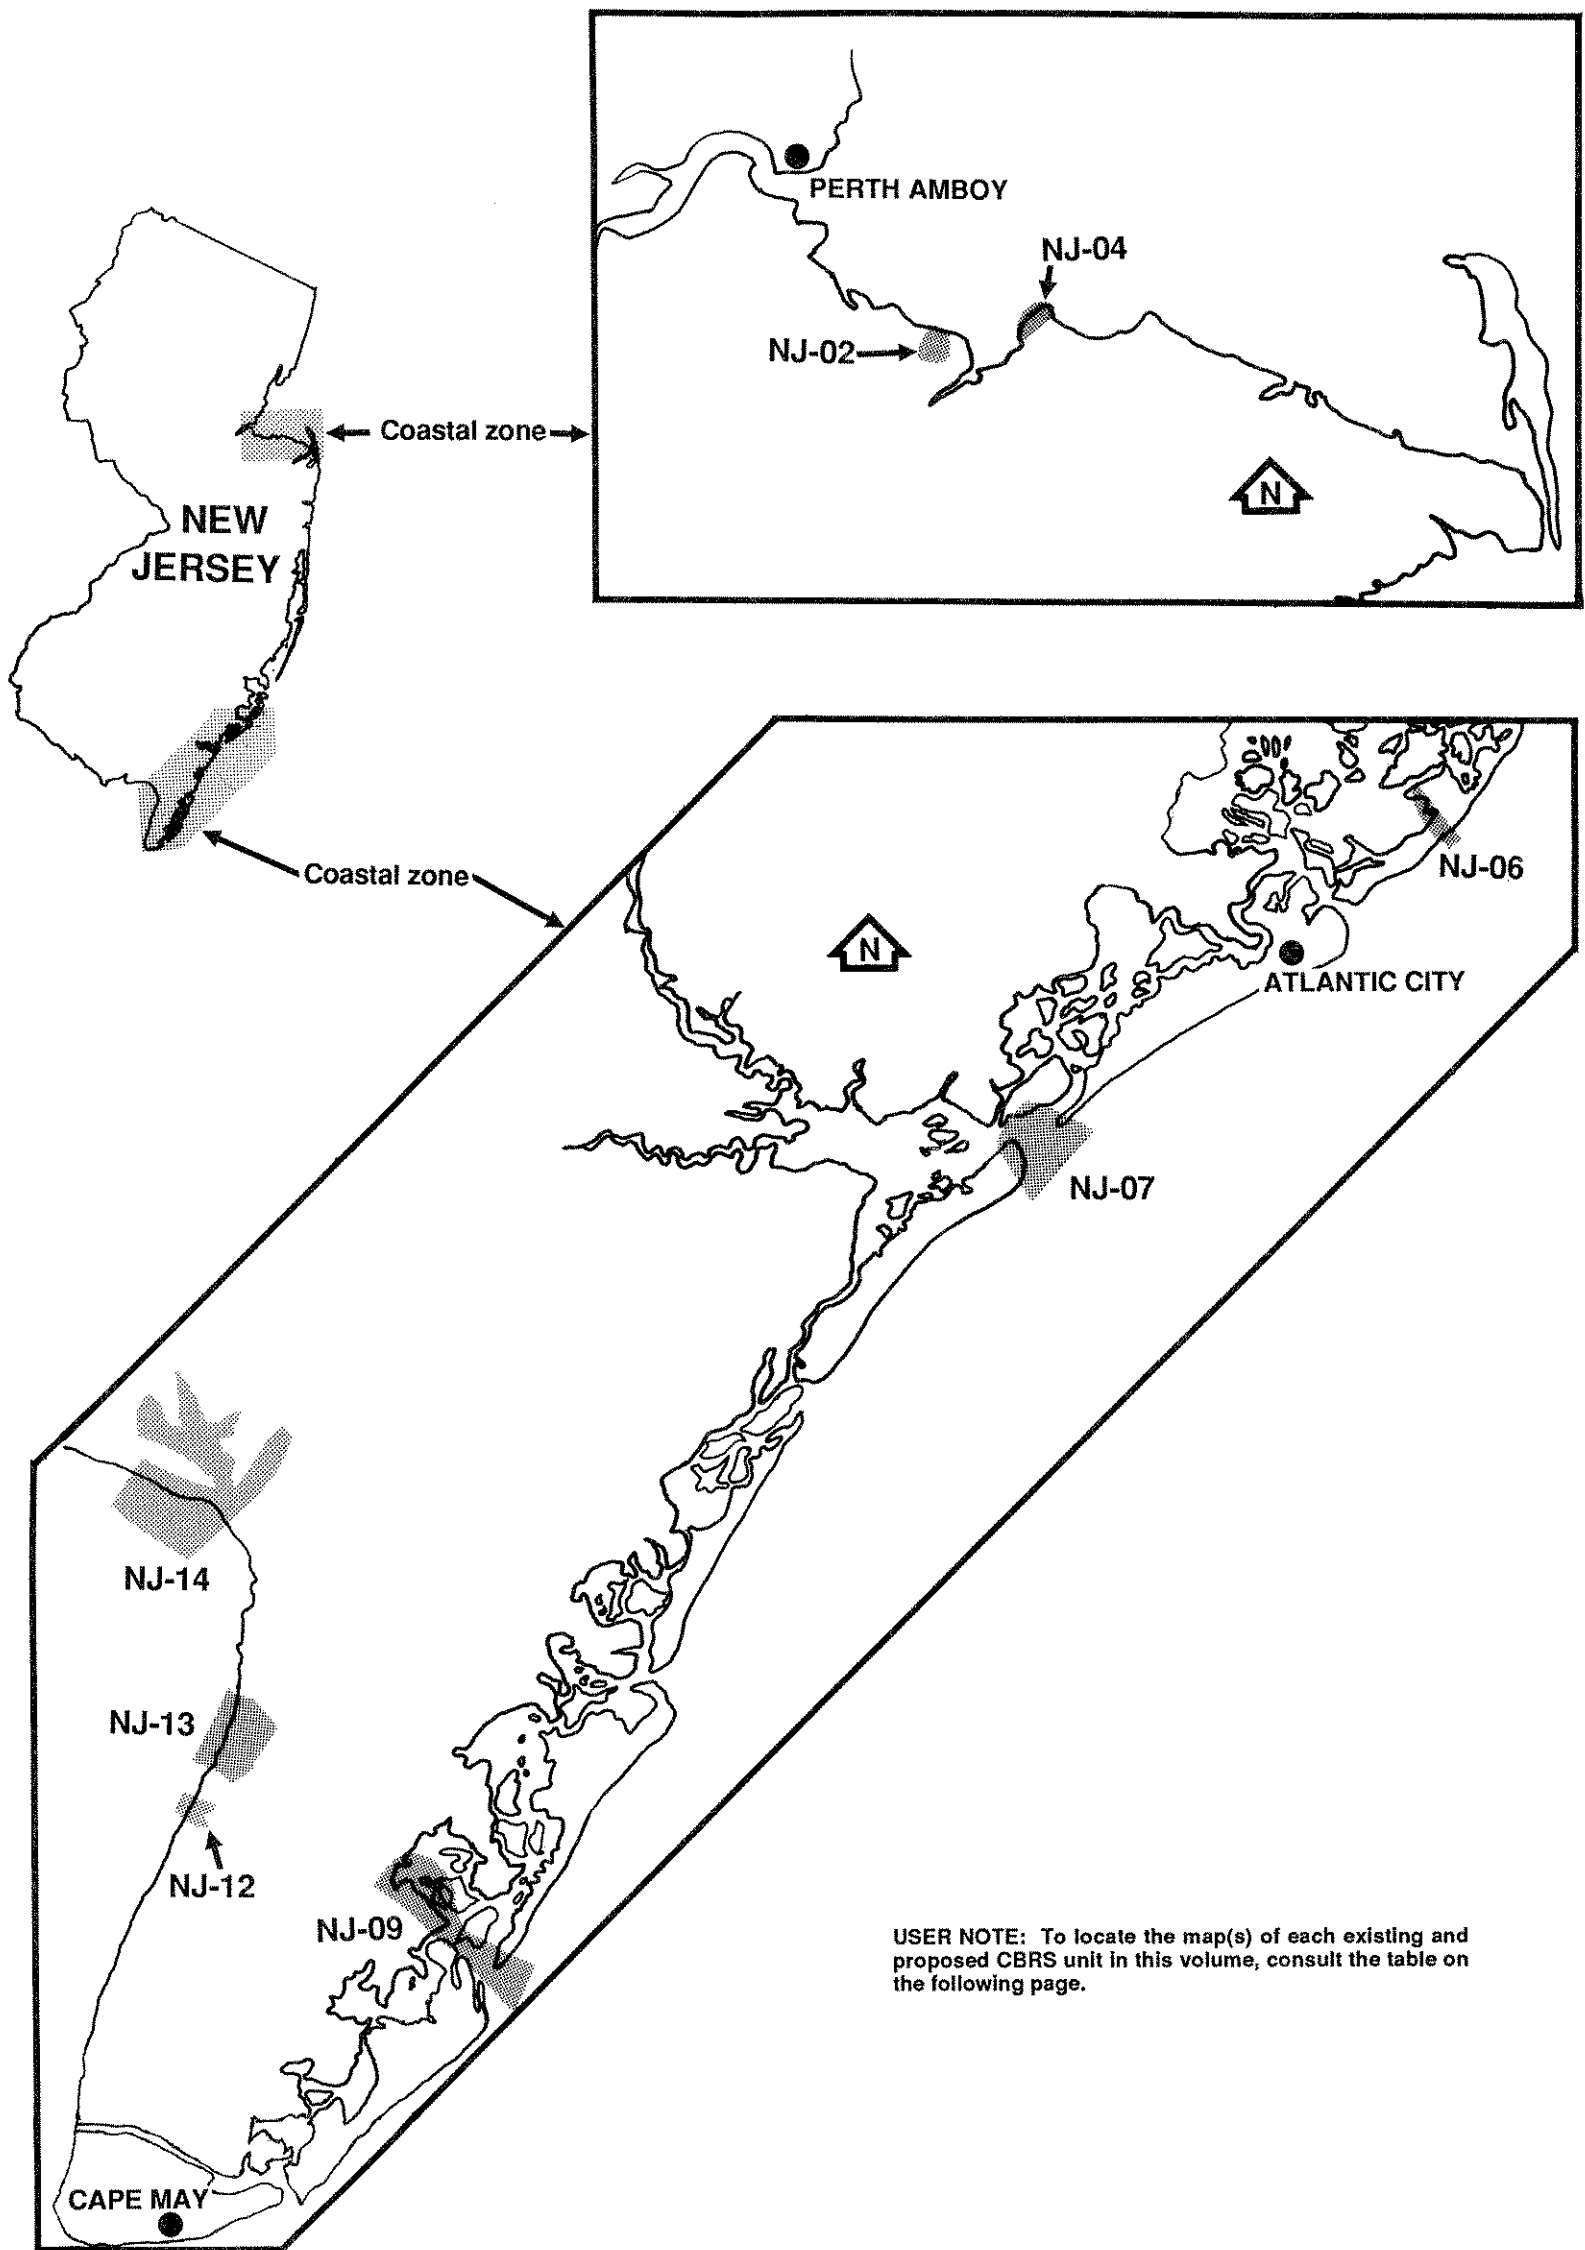 PERTH AMBOY
NJ-04
NJ-02
Coastal zone
N
NEW
JERSEY
Coastal zone
NJ-06
N
ATLANTIC CITY
NJ-07
NJ-14
NJ-13
NJ-12
NJ-09
USER NOTE: To locate the map(s) of each existing and
proposed CBRS unit in this volume, consult the table on
the following page.
CAPE MAY